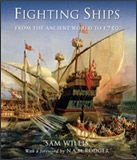 FIGHTING SHIPS
FROM THE ANCIENT WORLD TO 1750
SAM WILLIS
With a foreword by N.A.M. RODGER